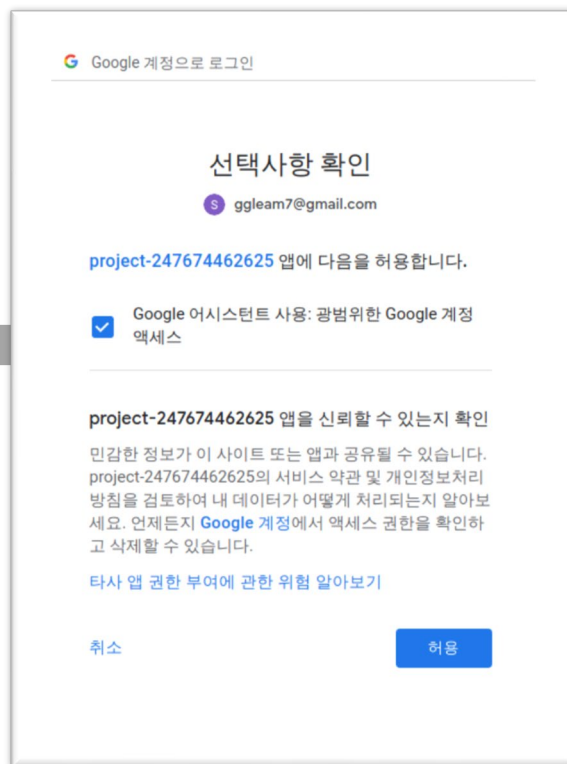 Google 계정으로 로그인
선택사항 확인
S ggleam7@gmail.com
project-247674462625 앱에 다음을 허용합니다.
Google 어시스턴트 사용: 광범위한 Google 계정
액세스
project-247674462625 앱을 신뢰할 수 있는지 확인
민감한 정보가 이 사이트 또는 앱과 공유될 수 있습니다.
project-247674462625의 서비스 약관 및 개인정보처리
방침을 검토하여 내 데이터가 어떻게 처리되는지 알아보
세요. 언제든지 Google 계정에서 액세스 권한을 확인하
고 삭제할 수 있습니다.
타사 앱 권한 부여에 관한 위험 알아보기
취소 허용